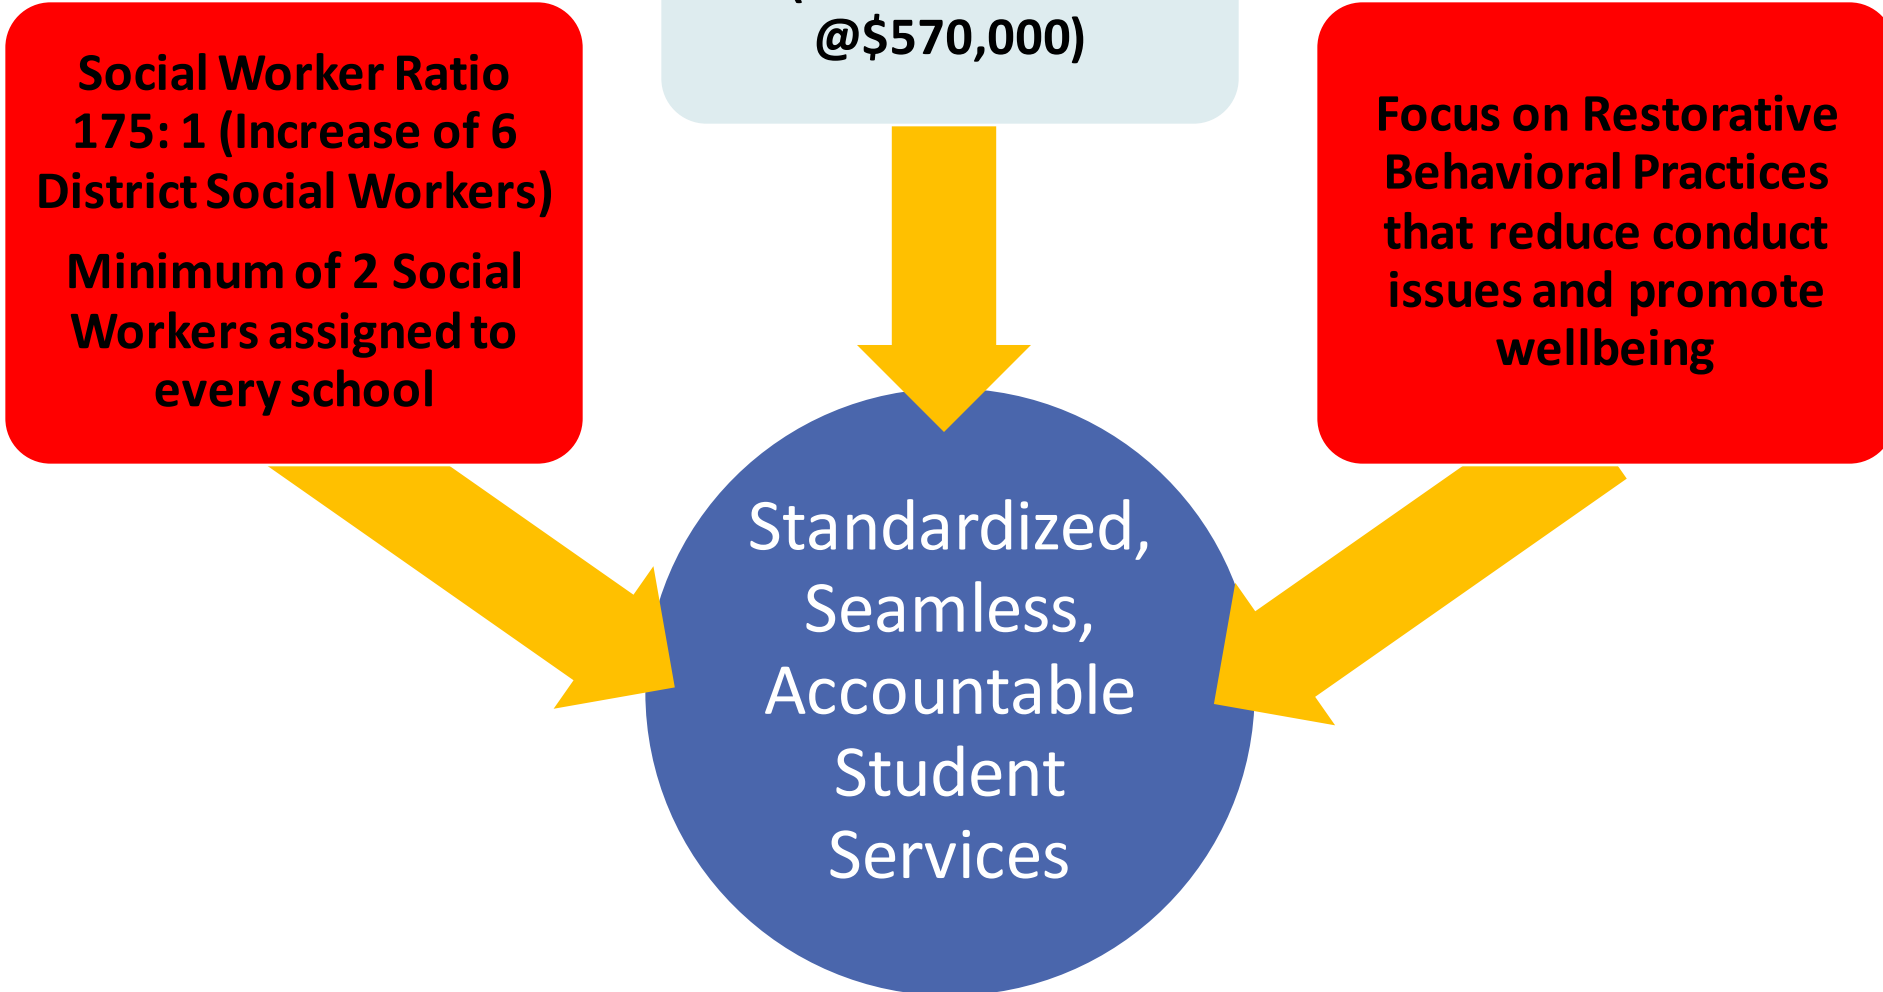 Social Worker Ratio
175: 1 (Increase of 6
District Social Workers)
Minimum of 2 Social
Workers assigned to
every school
@$570,000)
Focus on Restorative
Behavioral Practices
that reduce conduct
issues and promote
wellbeing
Standardized,
Seamless,
Accountable
Student
Services